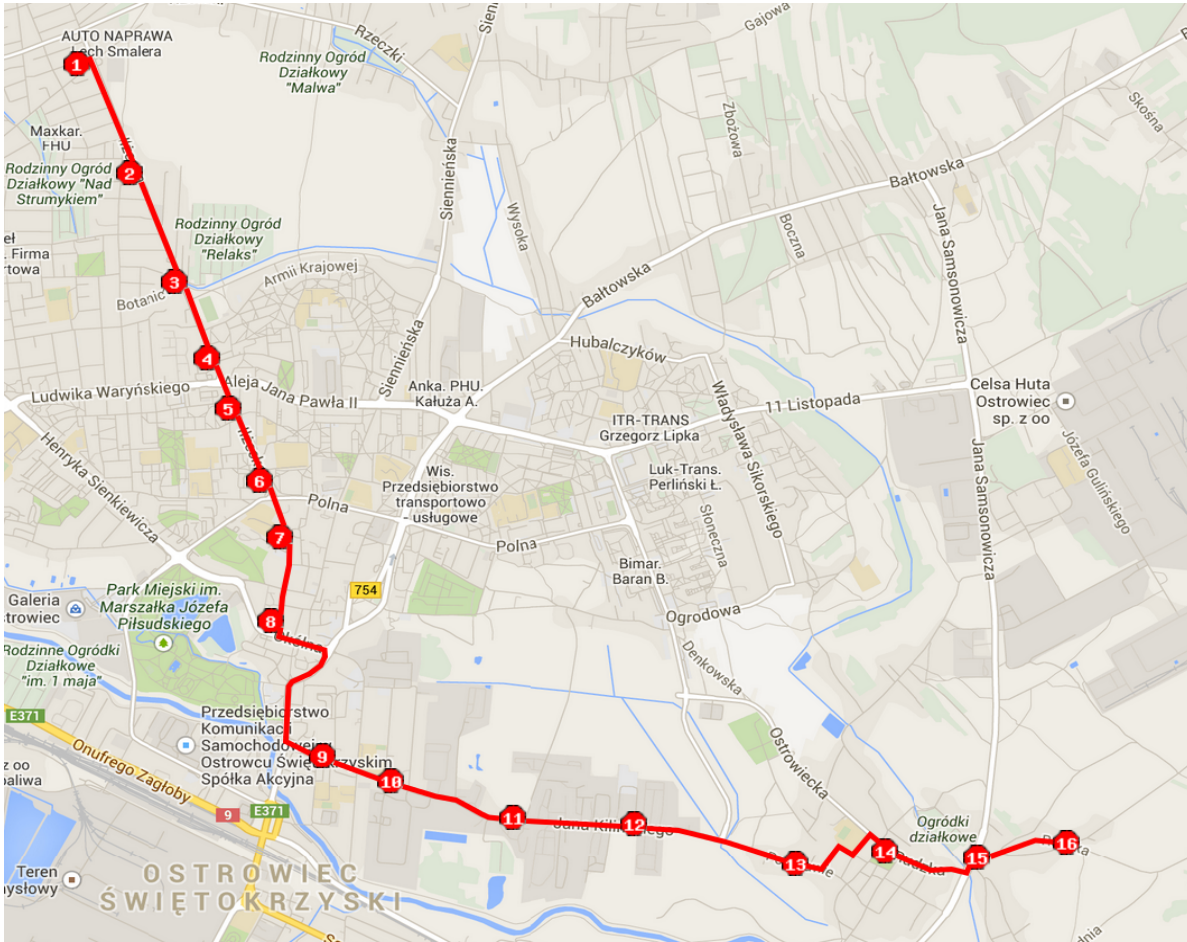 AUTO NAPRAWA
Lech Smalera
1
Rzeczki
Gajowa
Rodzinny Ogród
Działkowy
"Malwa"
Skośna
Zbożowa
Maxkar.
FHU
2
Rodzinny Ogród
Działkowy "Nad
Strumykiem"
Siennieńska
Bałtowska
Wysoka
Boczna
Jana Samsonowicza
Rodzinny Ogród
Działkowy
"Relaks"
Firma
3
Armii Krajowej
Bałtowska
4
Siennieńska
Hubalczyków
Ludwika Waryńskiego
Aleja Jana Pawła II
Anka. PHU.
Kałuża A.
11 Listopada
Celsa Huta
Ostrowiec
sp. z oo
5
ITR-TRANS
Grzegorz Lipka
Władysława Sikorskiego
Henryka Sienkiewicza
Jana Samsonowicza
Józefa Gulińskiego
6
Wis.
Przedsiębiorstwo
transportowo
- usługowe
Luk-Trans.
Perliński Ł.
Polna
Słoneczna
7
Polna
Bimar.
Baran B.
754
Park Miejski im.
Marszałka Józefa
Piłsudskiego
Galeria
8
Ogrodowa
Rodzinne Ogródki
Działkowe
"im. 1 maja"
Denkowska
E371
Przedsiębiorstwo
Komunikacji
Samochodowej w
Ostrowcu Świętokrzyskim
Spółka Akcyjna
9
Onufrego Zagłoby
Ostrowiecka
10
9
E371
11
Jana Kilińskiego
12
Ogródki
działkowe
13
14
15
16
Teren
OSTROWIEC
ŚWIĘTOKRZYSKI